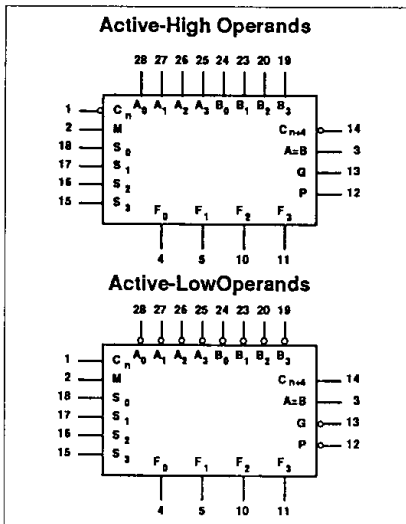 Active-High Operands
28 27 26 25 24 23 20 19
A0 A1 A2 A3 B0 B1 B2 B3
1 Cn
2 M
18 S0
17 S1
16 S2
15 S3
Cn+4 14
A=B 3
G 13
P 12
F0 F1 F2 F3
4 5 10 11
Active-LowOperands
28 27 26 25 24 23 20 19
A0 A1 A2 A3 B0 B1 B2 B3
1 Cn
2 M
18 S0
17 S1
16 S2
15 S3
Cn+4 14
A=B 3
G 13
P 12
F0 F1 F2 F3
4 5 10 11